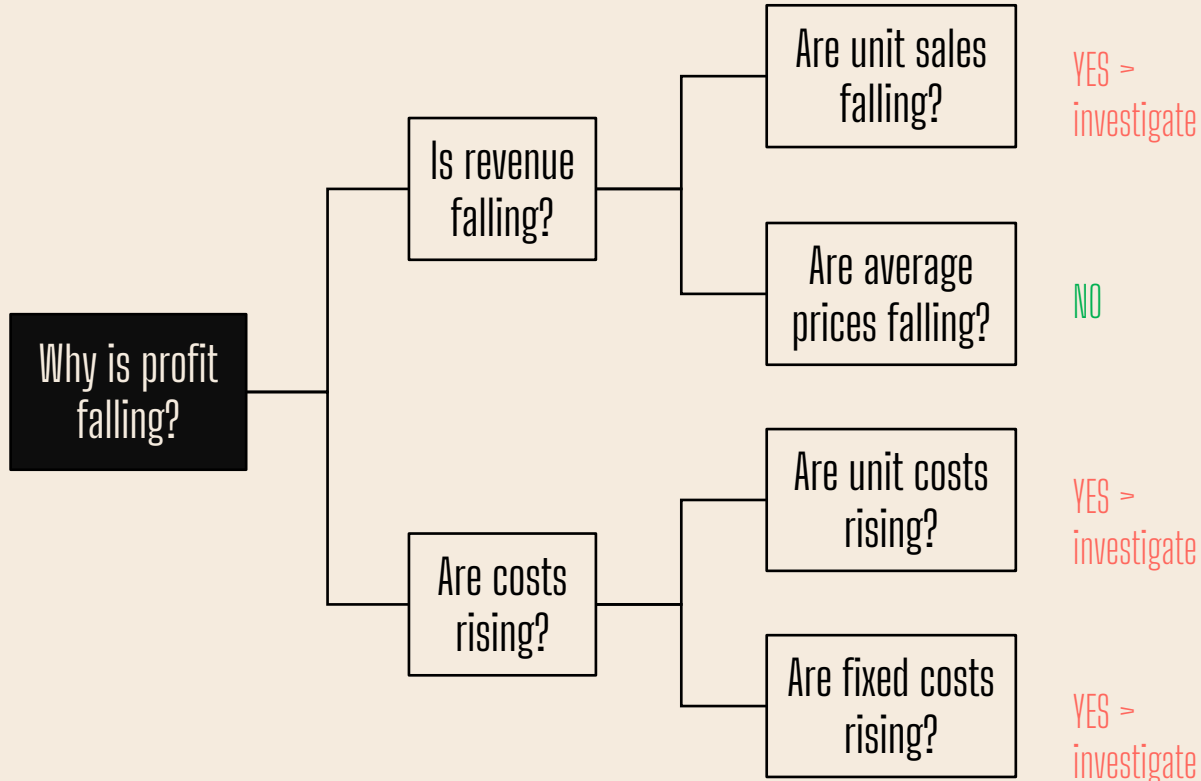 Why is profit
falling?
Is revenue
falling?
Are unit sales
falling?
YES >
investigate
Are average
prices falling?
NO
Are costs
rising?
Are unit costs
rising?
YES >
investigate
Are fixed costs
rising?
YES >
investigate